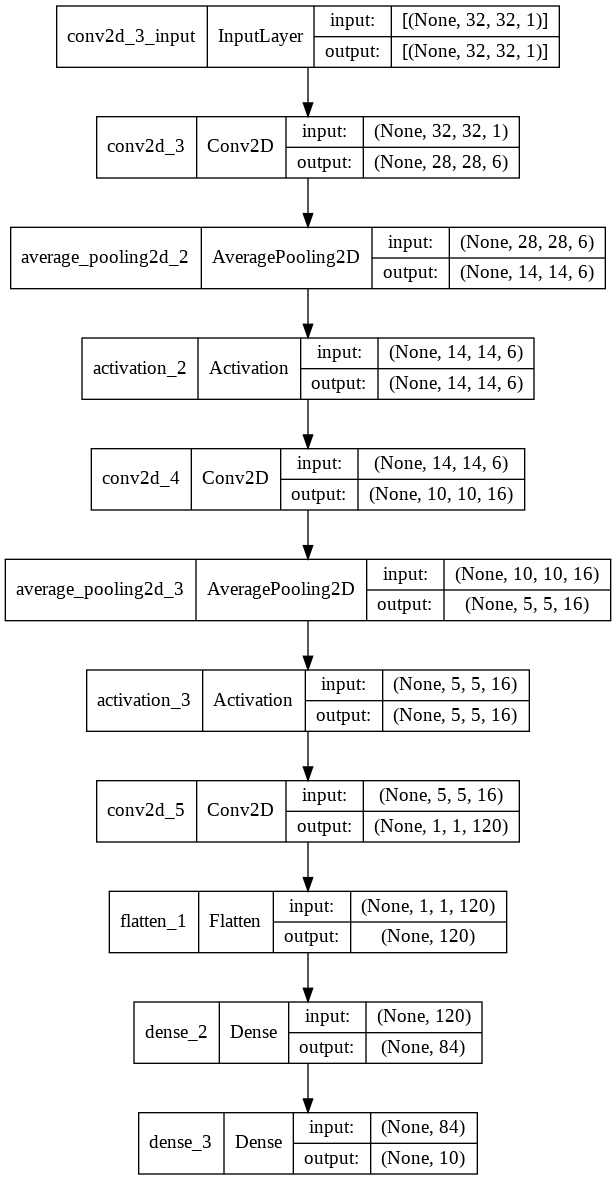 conv2d_3_input InputLayer input: [(None, 32, 32, 1)]
output: [(None, 32, 32, 1)]
conv2d_3 Conv2D input: (None, 32, 32, 1)
output: (None, 28, 28, 6)
average_pooling2d_2 AveragePooling2D input: (None, 28, 28, 6)
output: (None, 14, 14, 6)
activation_2 Activation input: (None, 14, 14, 6)
output: (None, 14, 14, 6)
conv2d_4 Conv2D input: (None, 14, 14, 6)
output: (None, 10, 10, 16)
average_pooling2d_3 AveragePooling2D input: (None, 10, 10, 16)
output: (None, 5, 5, 16)
activation_3 Activation input: (None, 5, 5, 16)
output: (None, 5, 5, 16)
conv2d_5 Conv2D input: (None, 5, 5, 16)
output: (None, 1, 1, 120)
flatten_1 Flatten input: (None, 1, 1, 120)
output: (None, 120)
dense_2 Dense input: (None, 120)
output: (None, 84)
dense_3 Dense input: (None, 84)
output: (None, 10)